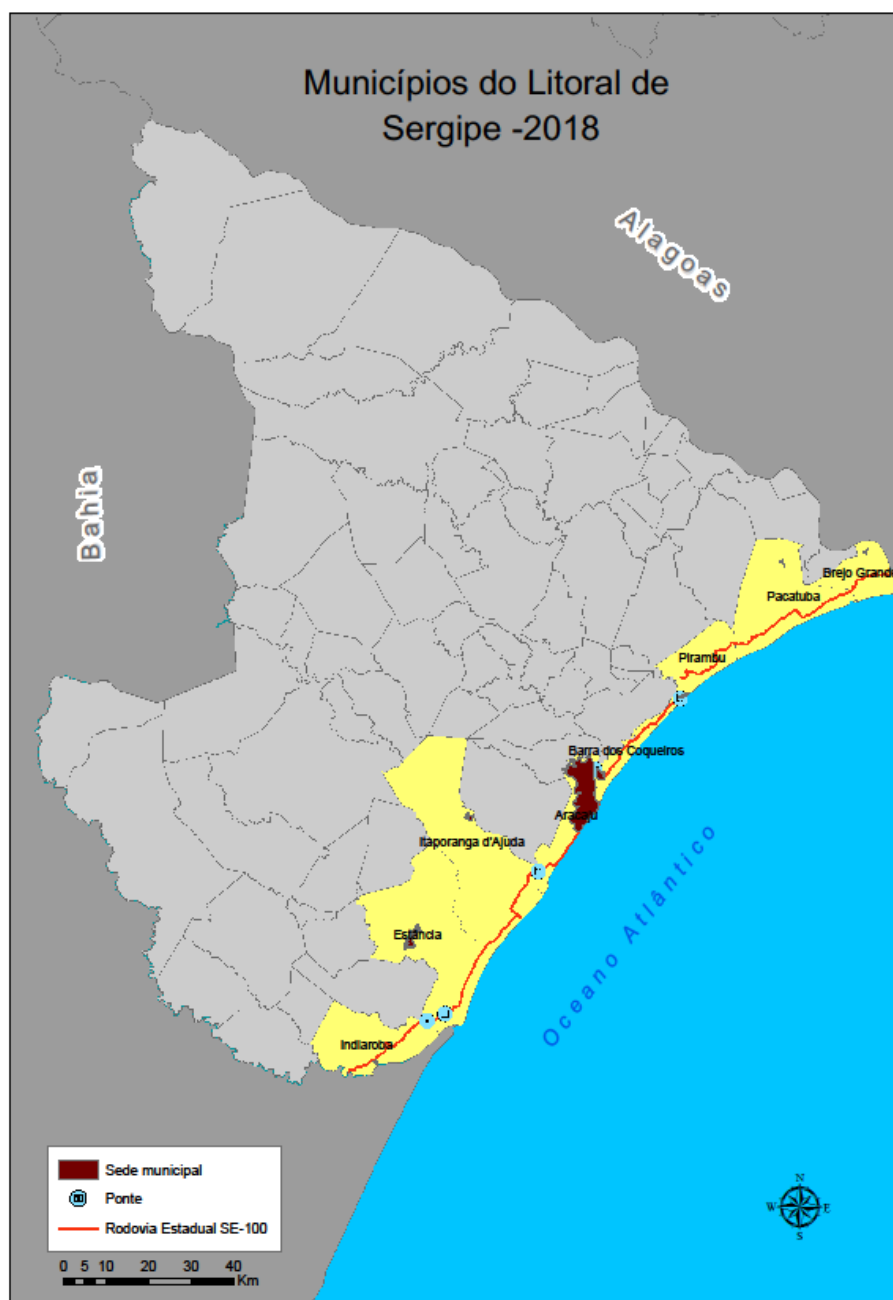 Municípios do Litoral de
Sergipe -2018
Alagoas
Bahia
Brejo Grande
Pacatuba
Pirambu
Barra dos Coqueiros
Aracaju
Itaporanga d'Ajuda
Estância
Oceano Atlântico
Indiaroba
Sede municipal
Ponte
Rodovia Estadual SE-100
0 5 10 20 30 40
Km
N
W E
S